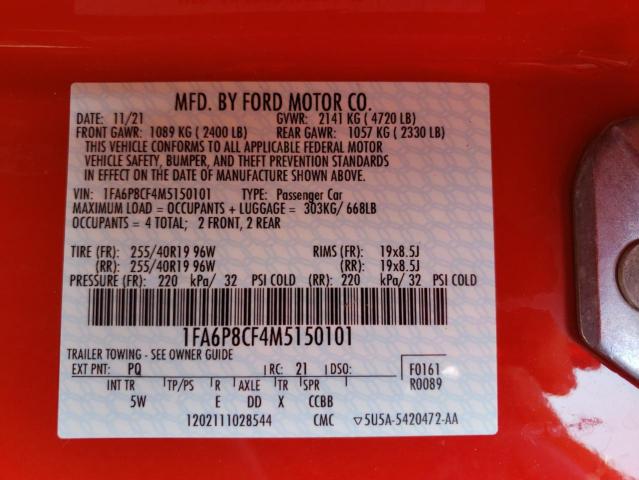 MFD. BY FORD MOTOR CO.
DATE: 11/21 GVWR: 2141 KG ( 4720 LB)
FRONT GAWR: 1089 KG ( 2400 LB) REAR GAWR: 1057 KG ( 2330 LB)
THIS VEHICLE CONFORMS TO ALL APPLICABLE FEDERAL MOTOR
VEHICLE SAFETY, BUMPER, AND THEFT PREVENTION STANDARDS
IN EFFECT ON THE DATE OF MANUFACTURE SHOWN ABOVE.
VIN: 1FA6P8CF4M5150101 TYPE: Passenger Car
MAXIMUM LOAD = OCCUPANTS + LUGGAGE = 303KG/ 668LB
OCCUPANTS = 4 TOTAL; 2 FRONT, 2 REAR
TIRE (FR): 255/40R19 96W RIMS (FR): 19x8.5J
(RR): 255/40R19 96W (RR): 19x8.5J
PRESSURE (FR): 220 kPa/ 32 PSI COLD (RR): 220 kPa/ 32 PSI COLD
1FA6P8CF4M5150101
TRAILER TOWING - SEE OWNER GUIDE
EXT PNT: PQ RC: 21 DSO: F0161
INT TR TP/PS R AXLE TR SPR R0089
5W E DD X CCBB
1202111028544 CMC ▽5U5A-5420472-AA